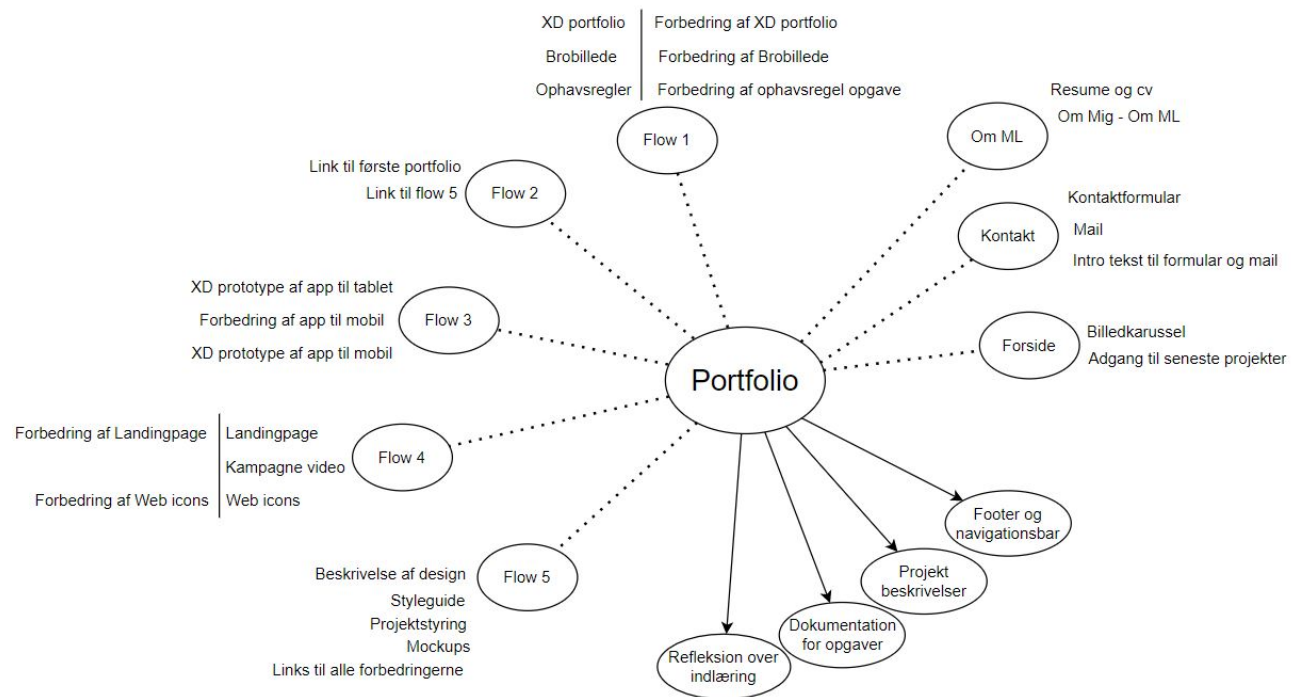 XD portfolio
Forbedring af XD portfolio
Brobillede
Forbedring af Brobillede
Ophavsregler
Forbedring af ophavsregel opgave
Flow 1
Resume og cv
Om Mig - Om ML
Om ML
Link til første portfolio
Link til flow 5
Flow 2
Kontaktformular
Mail
Intro tekst til formular og mail
Kontakt
XD prototype af app til tablet
Forbedring af app til mobil
XD prototype af app til mobil
Flow 3
Billedkarussel
Adgang til seneste projekter
Forside
Portfolio
Forbedring af Landingpage
Landingpage
Kampagne video
Forbedring af Web icons
Web icons
Flow 4
Footer og
navigationsbar
Projekt
beskrivelser
Beskrivelse af design
Styleguide
Projektstyring
Mockups
Links til alle forbedringerne
Flow 5
Dokumentation
for opgaver
Refleksion over
indlæring